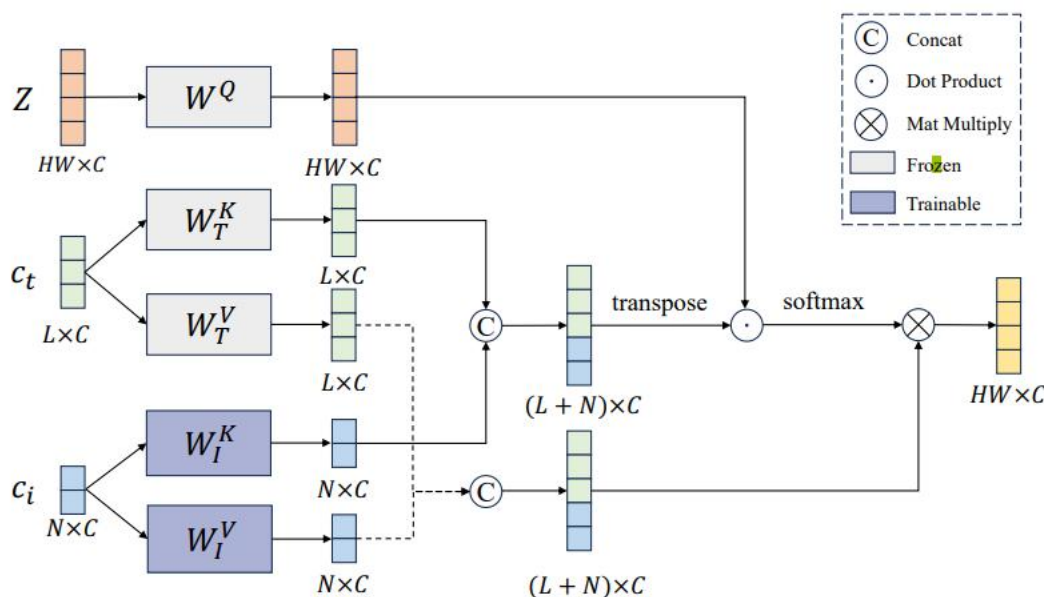 Z
HW×C
W^Q
HW×C
c_t
L×C
W_T^K
L×C
W_T^V
L×C
c_i
N×C
W_I^K
N×C
W_I^V
N×C
C
(L + N)×C
transpose
softmax
HW×C
C
(L + N)×C
C Concat
· Dot Product
× Mat Multiply
Frozen
Trainable